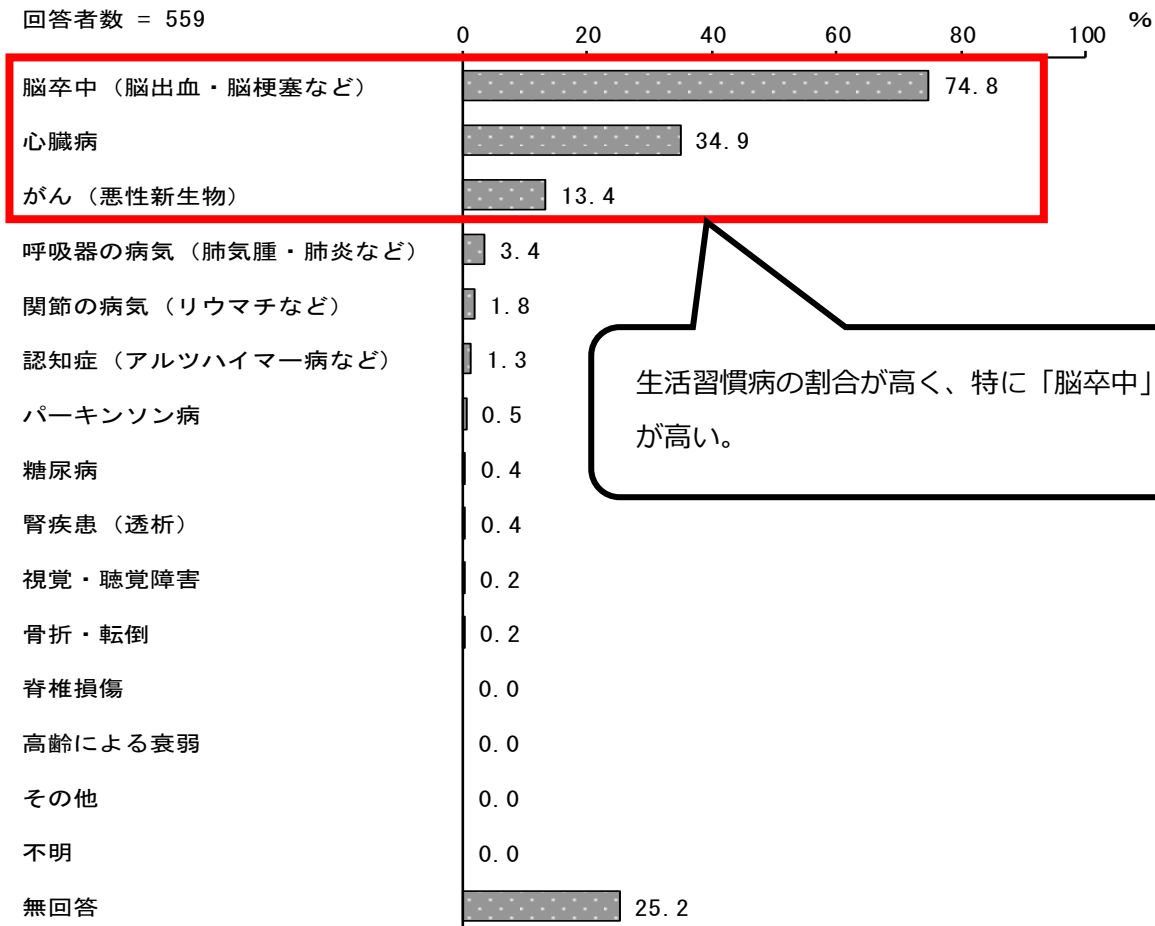 回答者数 = 559
0 20 40 60 80 100 %
脳卒中（脳出血・脳梗塞など） 74.8
心臓病 34.9
がん（悪性新生物） 13.4
呼吸器の病気（肺気腫・肺炎など） 3.4
関節の病気（リウマチなど） 1.8
認知症（アルツハイマー病など） 1.3
パーキンソン病 0.5
糖尿病 0.4
腎疾患（透析） 0.4
視覚・聴覚障害 0.2
骨折・転倒 0.2
脊椎損傷 0.0
高齢による衰弱 0.0
その他 0.0
不明 0.0
無回答 25.2
生活習慣病の割合が高く、特に「脳卒中」
が高い。